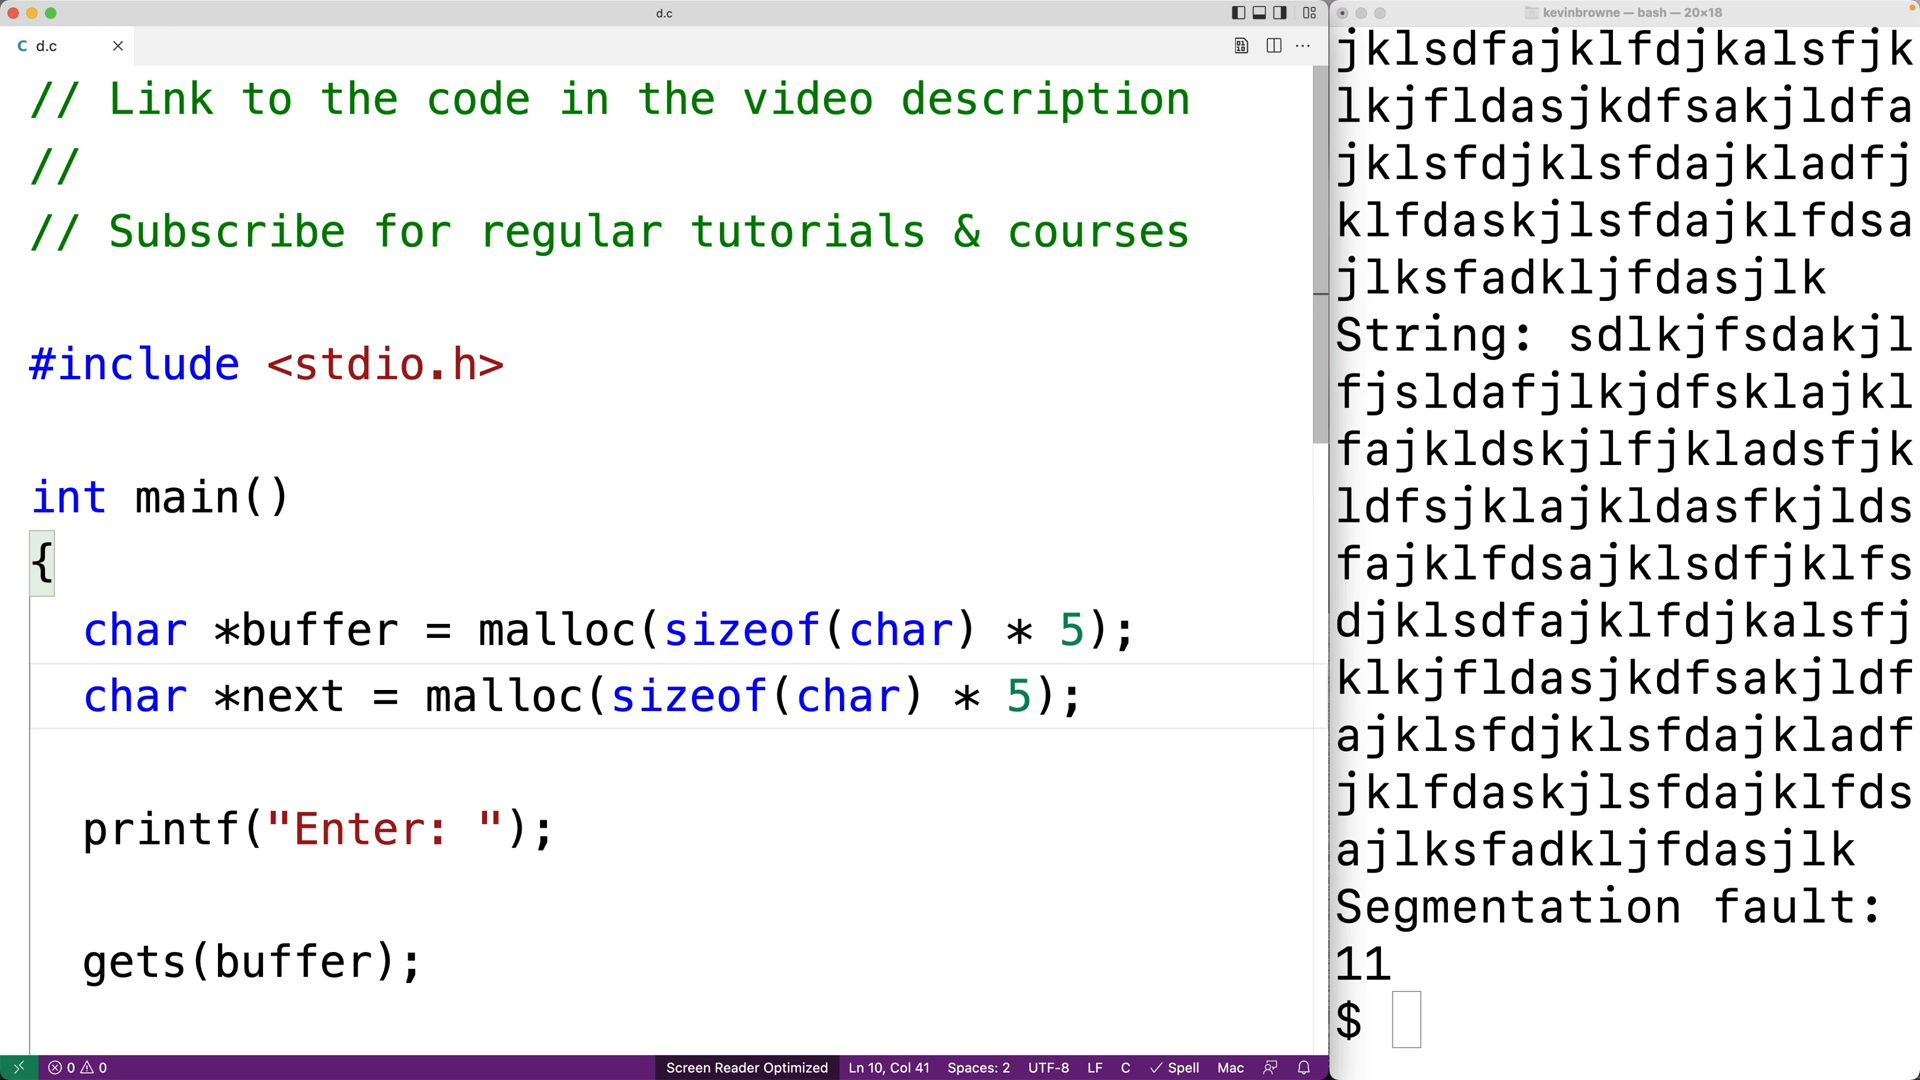 d.c
kevinbrowne — bash — 20×18
C d.c
// Link to the code in the video description
//
// Subscribe for regular tutorials & courses
#include <stdio.h>
int main()
{
char *buffer = malloc(sizeof(char) * 5);
char *next = malloc(sizeof(char) * 5);
printf("Enter: ");
gets(buffer);
jklsdfajklfdjkalsfjk
lkjfldasjkdfsakjldfa
jklsfdjklsfdajkladfj
klfdaskjlsfdajklfdsa
jlksfadkljfdasjlk
String: sdlkjfsdakjl
fjsldafjlkjdfsklajkl
fajkldskjlfjkladsfjk
ldfsjklajkldasfkjlds
fajklfdsajklsdfjklfs
djklsdfajklfdjkalsfj
klkjfldasjkdfsakjldf
ajklsfdjklsfdajkladf
jklfdaskjlsfdajklfds
ajlksfadkljfdasjlk
Segmentation fault:
11
$
0 0 Screen Reader Optimized Ln 10, Col 41 Spaces: 2 UTF-8 LF C Spell Mac